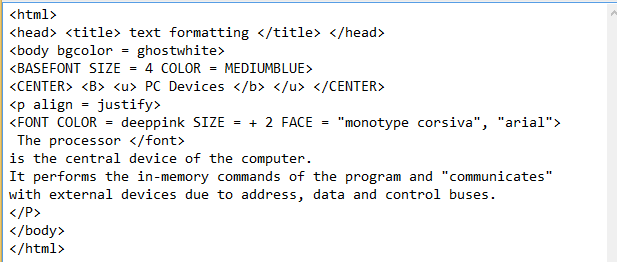 <html>
<head> <title> text formatting </title> </head>
<body bgcolor = ghostwhite>
<BASEFONT SIZE = 4 COLOR = MEDIUMBLUE>
<CENTER> <B> <u> PC Devices </b> </u> </CENTER>
<p align = justify>
<FONT COLOR = deeppink SIZE = + 2 FACE = "monotype corsiva", "arial">
The processor </font>
is the central device of the computer.
It performs the in-memory commands of the program and "communicates"
with external devices due to address, data and control buses.
</P>
</body>
</html>